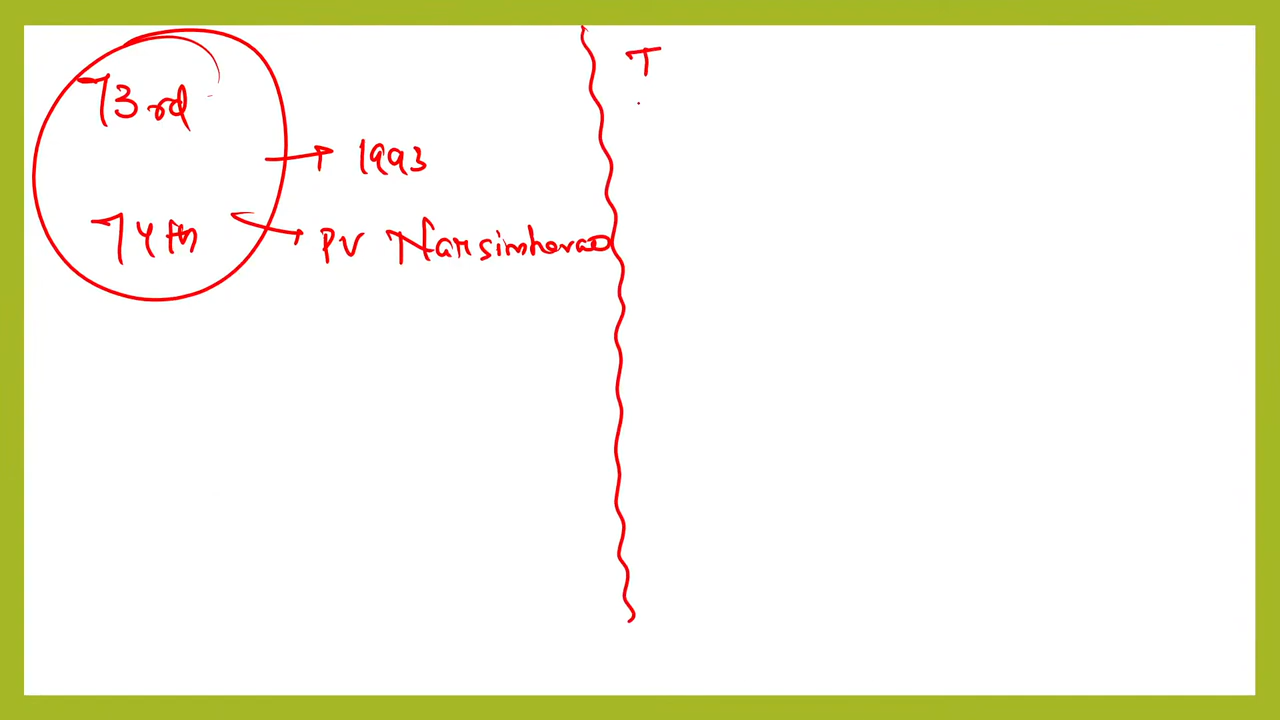 73rd
→ 1993
74th
→ PV Narsimharao
T